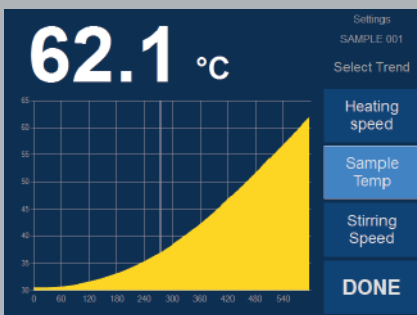 62.1 °C
Settings
SAMPLE 001
Select Trend
Heating
speed
Sample
Temp
Stirring
Speed
DONE
65
60
55
50
45
40
35
30
0 60 120 180 240 300 360 420 480 540